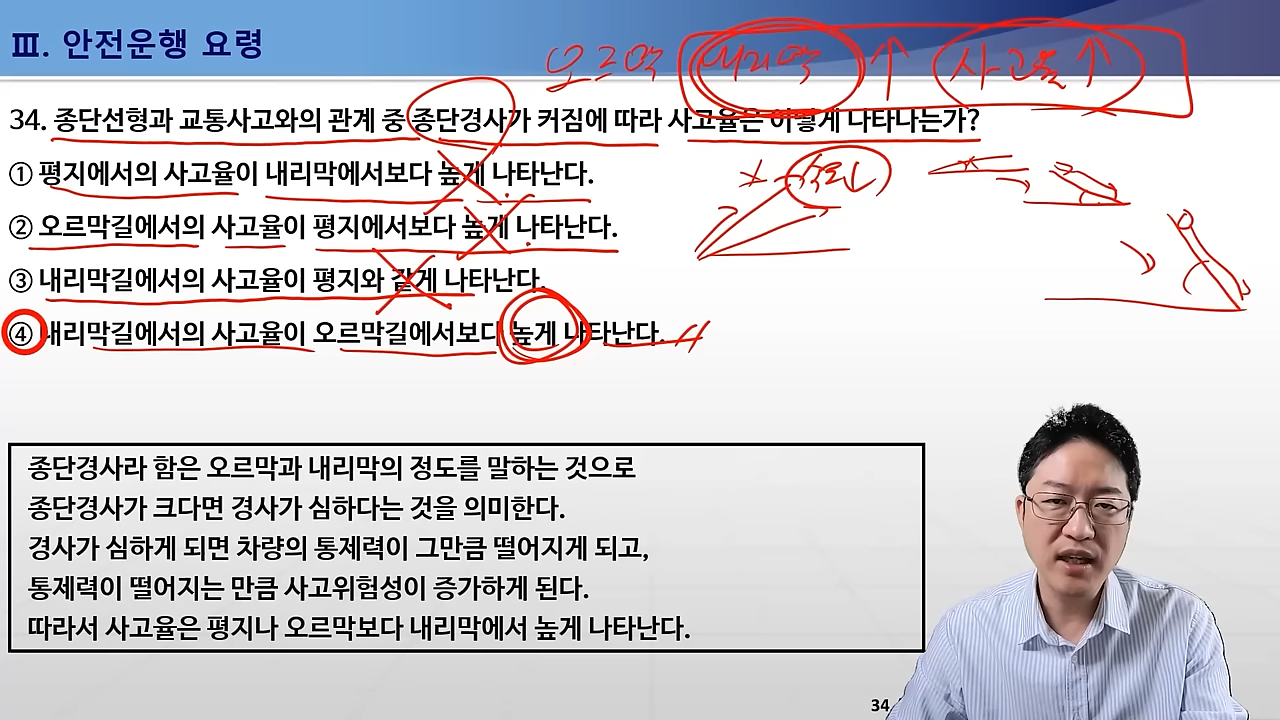 Ⅲ. 안전운행 요령
오르막 내리막 ↑ 사고율↑
34. 종단선형과 교통사고와의 관계 중 종단경사가 커짐에 따라 사고율은 어떻게 나타나는가?
① 평지에서의 사고율이 내리막에서보다 높게 나타난다.
② 오르막길에서의 사고율이 평지에서보다 높게 나타난다.
③ 내리막길에서의 사고율이 평지와 같게 나타난다.
④ 내리막길에서의 사고율이 오르막길에서보다 높게 나타난다.
종단경사라 함은 오르막과 내리막의 정도를 말하는 것으로
종단경사가 크다면 경사가 심하다는 것을 의미한다.
경사가 심하게 되면 차량의 통제력이 그만큼 떨어지게 되고,
통제력이 떨어지는 만큼 사고위험성이 증가하게 된다.
따라서 사고율은 평지나 오르막보다 내리막에서 높게 나타난다.
34